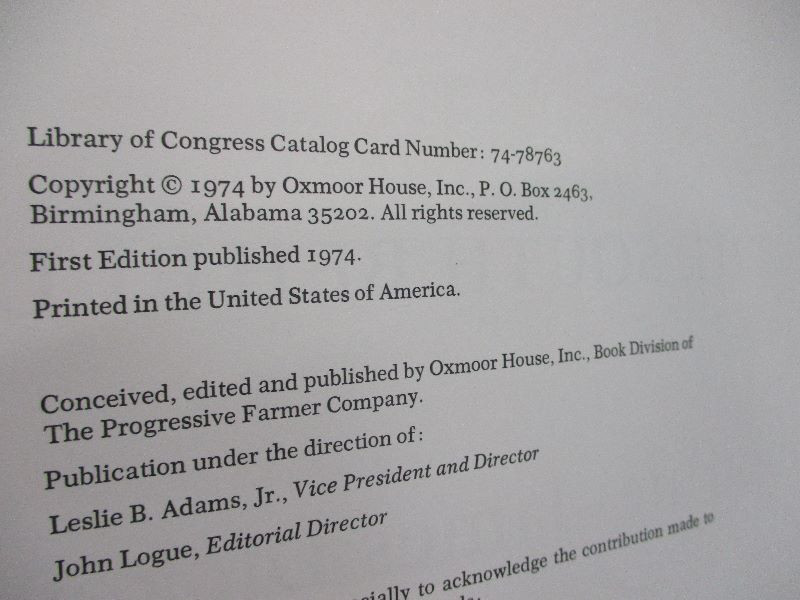 Library of Congress Catalog Card Number: 74-78763
Copyright © 1974 by Oxmoor House, Inc., P. O. Box 2463,
Birmingham, Alabama 35202. All rights reserved.
First Edition published 1974.
Printed in the United States of America.
Conceived, edited and published by Oxmoor House, Inc., Book Division of
The Progressive Farmer Company.
Publication under the direction of:
Leslie B. Adams, Jr., Vice President and Director
John Logue, Editorial Director
to acknowledge the contribution made to